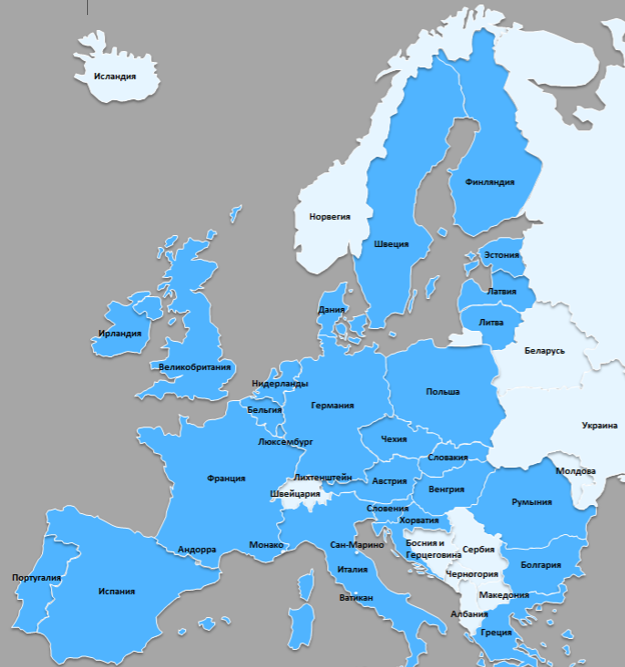 Исландия
Финляндия
Норвегия
Швеция
Эстония
Латвия
Дания
Литва
Ирландия
Беларусь
Великобритания
Нидерланды
Польша
Германия
Бельгия
Украина
Чехия
Люксембург
Словакия
Молдова
Франция
Лихтенштейн
Австрия
Венгрия
Швейцария
Румыния
Словения
Хорватия
Монако
Сан-Марино
Босния и
Герцеговина
Сербия
Андорра
Болгария
Италия
Черногория
Португалия
Испания
Македония
Ватикан
Албания
Греция